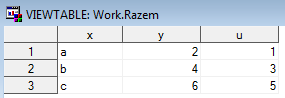 VIEWTABLE: Work.Razem
x y u
1 a 2 1
2 b 4 3
3 c 6 5